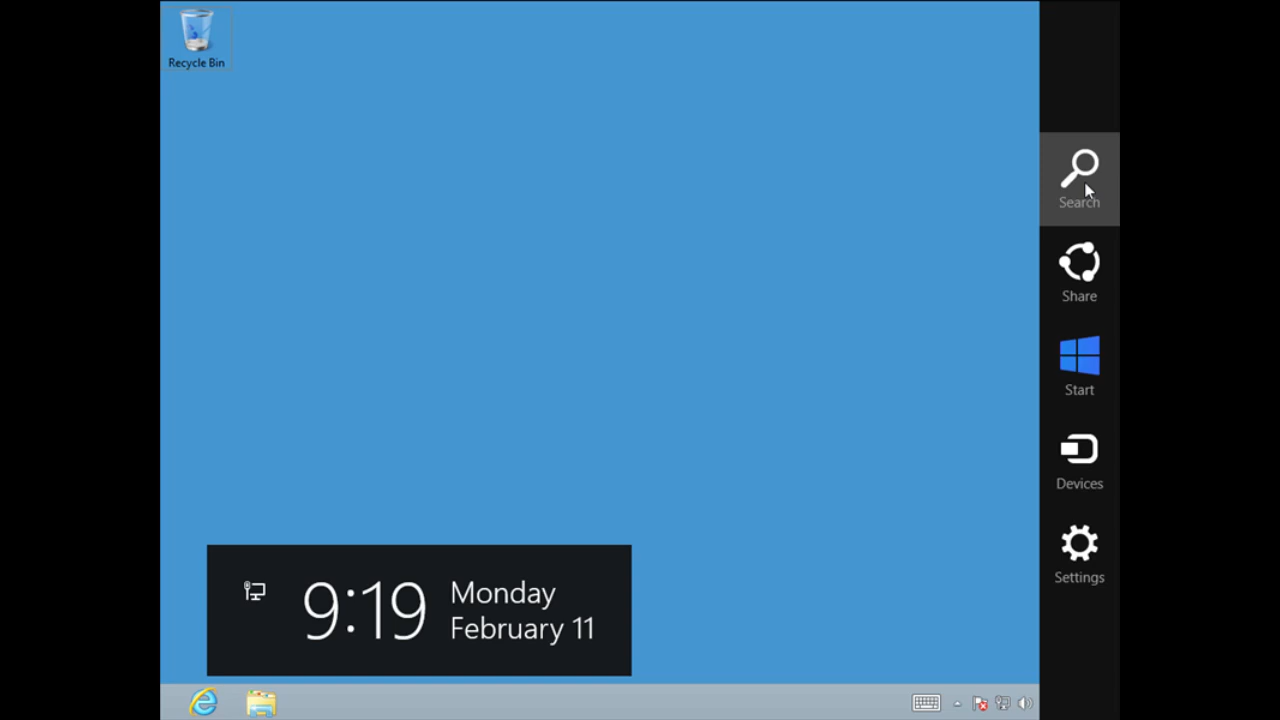 Recycle Bin
Search
Share
Start
Devices
Settings
9:19
Monday
February 11